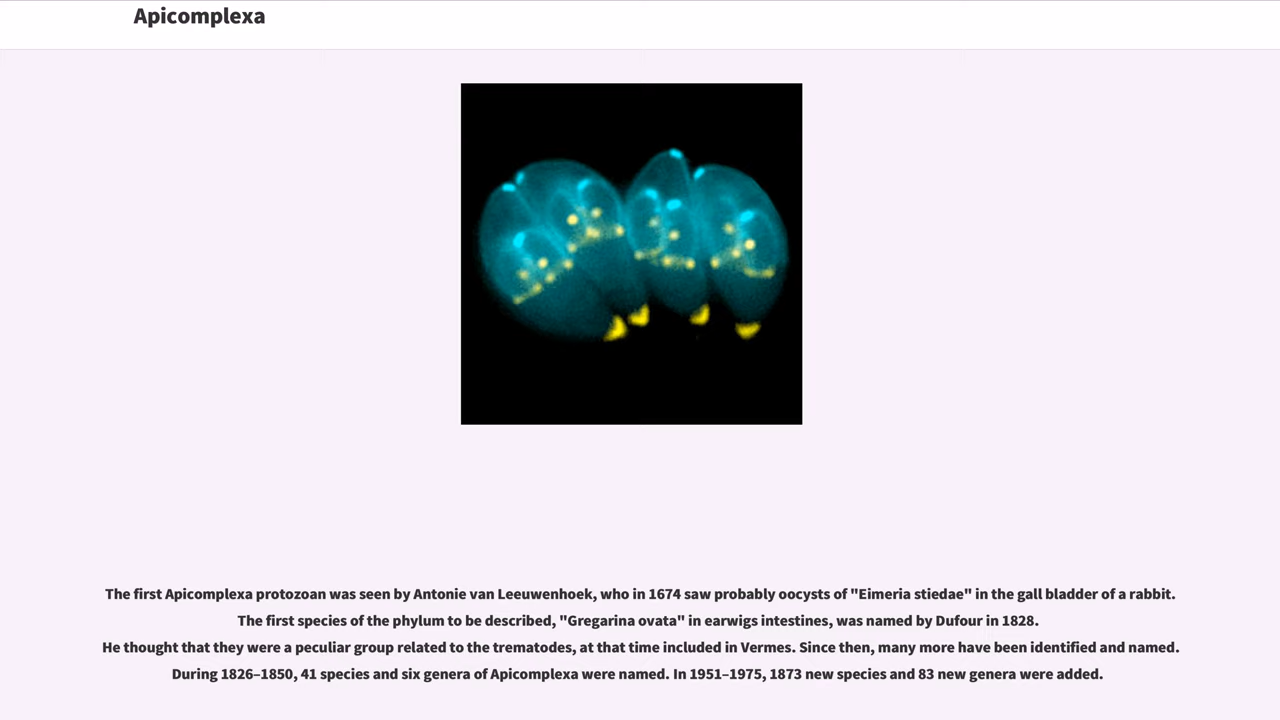 Apicomplexa
The first Apicomplexa protozoan was seen by Antonie van Leeuwenhoek, who in 1674 saw probably oocysts of "Eimeria stiedae" in the gall bladder of a rabbit.
The first species of the phylum to be described, "Gregarina ovata" in earwigs intestines, was named by Dufour in 1828.
He thought that they were a peculiar group related to the trematodes, at that time included in Vermes. Since then, many more have been identified and named.
During 1826–1850, 41 species and six genera of Apicomplexa were named. In 1951–1975, 1873 new species and 83 new genera were added.